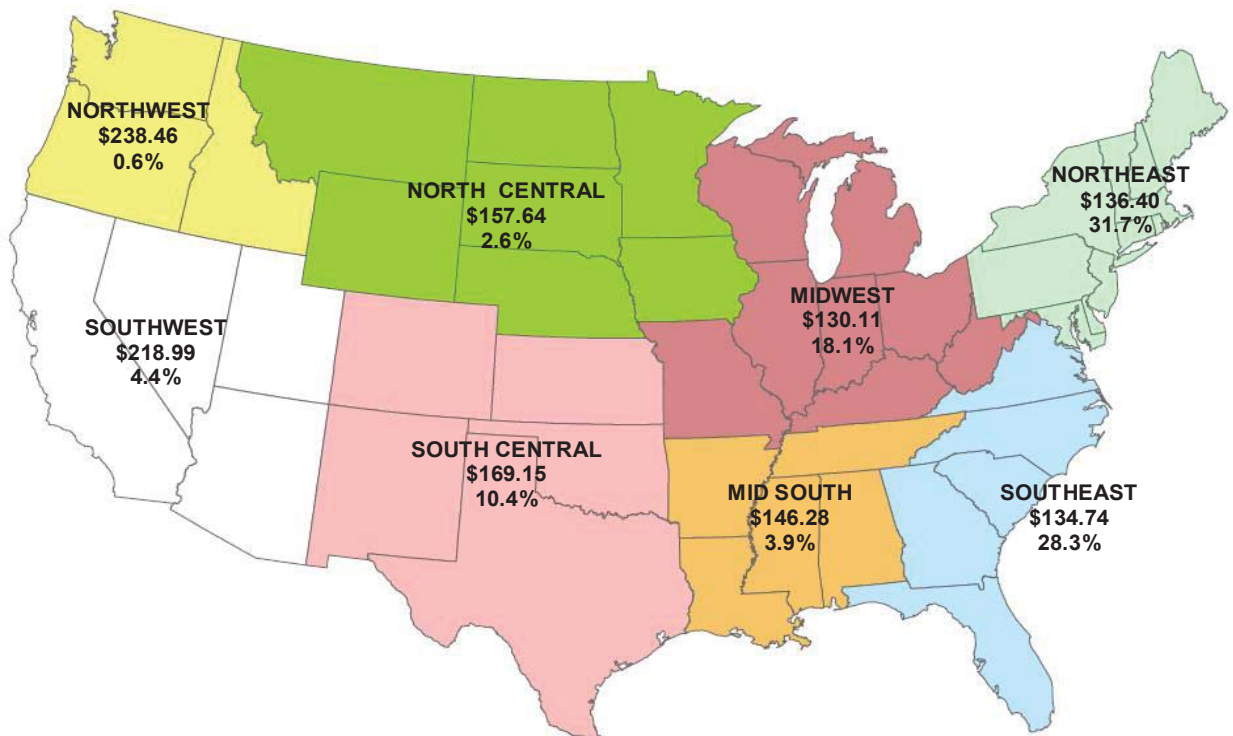 NORTHWEST
$238.46
0.6%
NORTH CENTRAL
$157.64
2.6%
NORTHEAST
$136.40
31.7%
SOUTHWEST
$218.99
4.4%
MIDWEST
$130.11
18.1%
SOUTH CENTRAL
$169.15
10.4%
MID SOUTH
$146.28
3.9%
SOUTHEAST
$134.74
28.3%